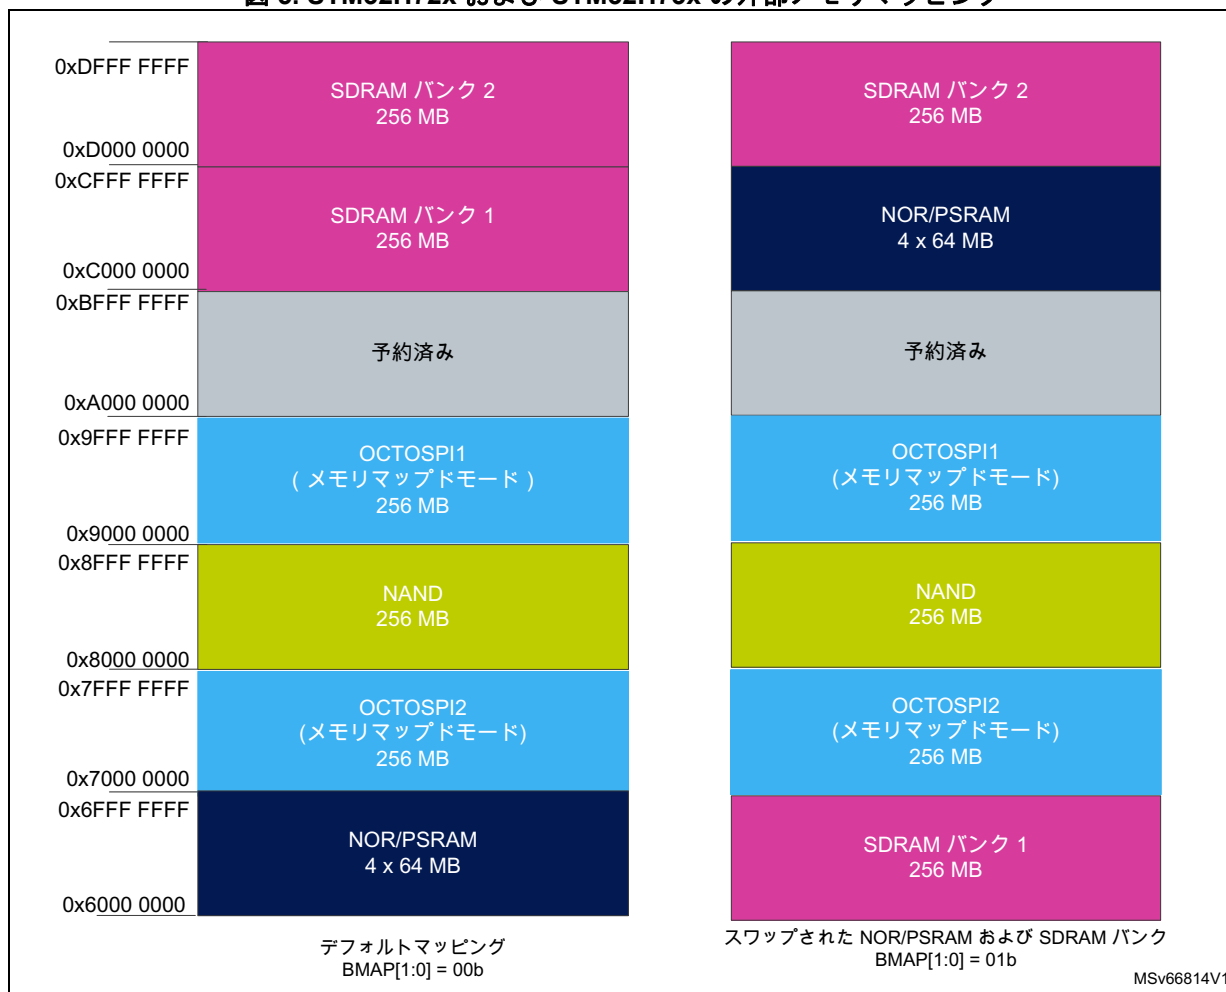 0xDFFF FFFF
SDRAM バンク 2
256 MB
0xD000 0000
0xCFFF FFFF
SDRAM バンク 1
256 MB
0xC000 0000
0xBFFF FFFF
予約済み
0xA000 0000
0x9FFF FFFF
OCTOSPI1
( メモリマップドモード )
256 MB
0x9000 0000
0x8FFF FFFF
NAND
256 MB
0x8000 0000
0x7FFF FFFF
OCTOSPI2
(メモリマップドモード)
256 MB
0x7000 0000
0x6FFF FFFF
NOR/PSRAM
4 x 64 MB
0x6000 0000
デフォルトマッピング
BMAP[1:0] = 00b
SDRAM バンク 2
256 MB
NOR/PSRAM
4 x 64 MB
予約済み
OCTOSPI1
(メモリマップドモード)
256 MB
NAND
256 MB
OCTOSPI2
(メモリマップドモード)
256 MB
SDRAM バンク 1
256 MB
スワップされた NOR/PSRAM および SDRAM バンク
BMAP[1:0] = 01b
MSv66814V1